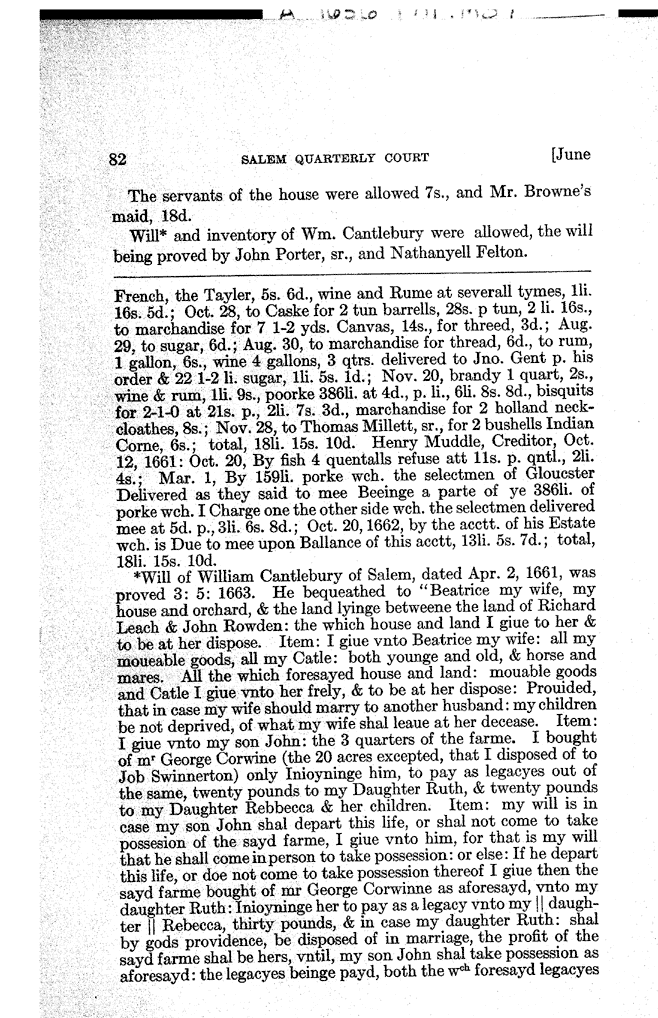 82 SALEM QUARTERLY COURT [June
The servants of the house were allowed 7s., and Mr. Browne's
maid, 18d.
Will* and inventory of Wm. Cantlebury were allowed, the will
being proved by John Porter, sr., and Nathanyell Felton.
French, the Tayler, 5s. 6d., wine and Rume at severall tymes, 1li.
16s. 5d.; Oct. 28, to Caske for 2 tun barrells, 28s. p tun, 2 li. 16s.,
to marchandise for 7 1-2 yds. Canvas, 14s., for threed, 3d.; Aug.
29, to sugar, 6d.; Aug. 30, to marchandise for thread, 6d., to rum,
1 gallon, 6s., wine 4 gallons, 3 qtrs. delivered to Jno. Gent p. his
order & 22 1-2 li. sugar, 1li. 5s. 1d.; Nov. 20, brandy 1 quart, 2s.,
wine & rum, 1li. 9s., poorke 386li. at 4d., p. li., 6li. 8s. 8d., bisquits
for 2-1-0 at 21s. p., 2li. 7s. 3d., marchandise for 2 holland neck-
cloathes, 8s.; Nov. 28, to Thomas Millett, sr., for 2 bushells Indian
Corne, 6s.; total, 18li. 15s. 10d. Henry Muddle, Creditor, Oct.
12, 1661: Oct. 20, By fish 4 quentalls refuse att 11s. p. qntl., 2li.
4s.; Mar. 1, By 159li. porke wch. the selectmen of Gloucster
Delivered as they said to mee Beeinge a parte of ye 386li. of
porke wch. I Charge one the other side wch. the selectmen delivered
mee at 5d. p., 3li. 6s. 8d.; Oct. 20, 1662, by the acctt. of his Estate
wch. is Due to mee upon Ballance of this acctt, 13li. 5s. 7d.; total,
18li. 15s. 10d.
*Will of William Cantlebury of Salem, dated Apr. 2, 1661, was
proved 3: 5: 1663. He bequeathed to "Beatrice my wife, my
house and orchard, & the land lyinge betweene the land of Richard
Leach & John Rowden: the which house and land I giue to her &
to be at her dispose. Item: I giue vnto Beatrice my wife: all my
moueable goods, all my Catle: both younge and old, & horse and
mares. All the which foresayed house and land: mouable goods
and Catle I giue vnto her frely, & to be at her dispose: Prouided,
that in case my wife should marry to another husband: my children
be not deprived, of what my wife shal leaue at her decease. Item:
I giue vnto my son John: the 3 quarters of the farme. I bought
of mr George Corwine (the 20 acres excepted, that I disposed of to
Job Swinnerton) only Inioyninge him, to pay as legacyes out of
the same, twenty pounds to my Daughter Ruth, & twenty pounds
to my Daughter Rebbecca & her children. Item: my will is in
case my son John shal depart this life, or shal not come to take
possesion of the sayd farme, I giue vnto him, for that is my will
that he shall come in person to take possession: or else: If he depart
this life, or doe not come to take possession thereof I giue then the
sayd farme bought of mr George Corwinne as aforesayd, vnto my
daughter Ruth: Inioyninge her to pay as a legacy vnto my || daugh-
ter || Rebecca, thirty pounds, & in case my daughter Ruth: shal
by gods providence, be disposed of in marriage, the profit of the
sayd farme shal be hers, vntil, my son John shal take possession as
aforesayd: the legacyes beinge payd, both the wch foresayd legacyes